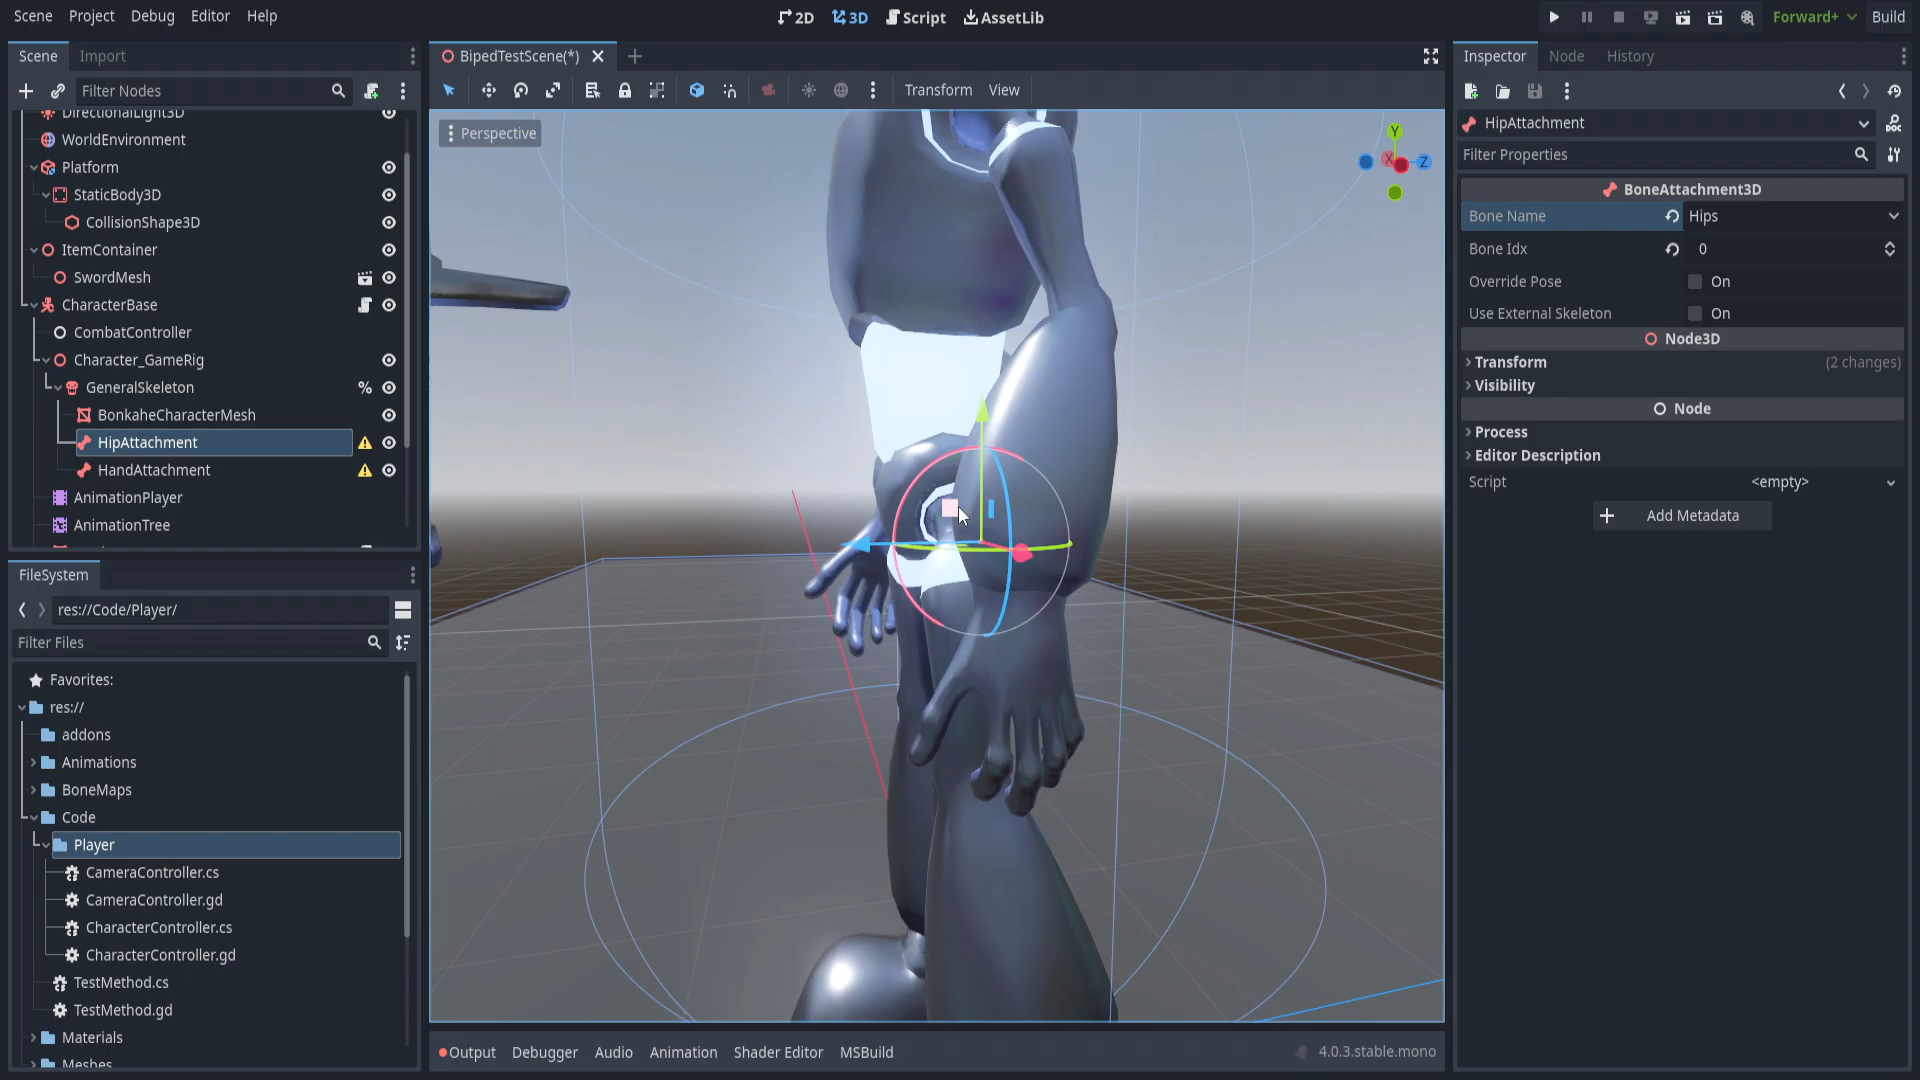 Scene Project Debug Editor Help
2D 3D Script AssetLib
Forward+ Build
Scene Import
Filter Nodes
DirectionalLight3D
WorldEnvironment
Platform
StaticBody3D
CollisionShape3D
ItemContainer
SwordMesh
CharacterBase
CombatController
Character_GameRig
GeneralSkeleton
%
BonkaheCharacterMesh
HipAttachment
HandAttachment
AnimationPlayer
AnimationTree
FileSystem
res://Code/Player/
Filter Files
Favorites:
res://
addons
Animations
BoneMaps
Code
Player
CameraController.cs
CameraController.gd
CharacterController.cs
CharacterController.gd
TestMethod.cs
TestMethod.gd
Materials
Meshes
BipedTestScene(*)
Transform View
Perspective
Y
X
Z
Output Debugger Audio Animation Shader Editor MSBuild
4.0.3.stable.mono
Inspector Node History
HipAttachment
Filter Properties
BoneAttachment3D
Bone Name Hips
Bone Idx 0
Override Pose On
Use External Skeleton On
Node3D
Transform (2 changes)
Visibility
Node
Process
Editor Description
Script <empty>
Add Metadata